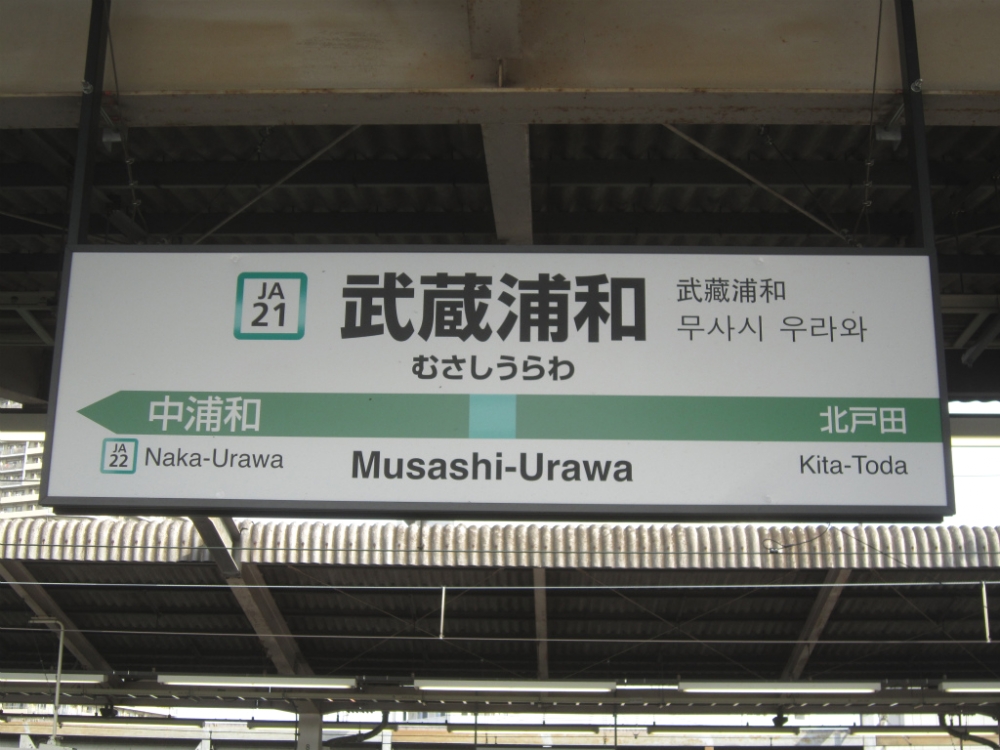 JA
21
武蔵浦和
むさしうらわ
武藏浦和
무사시 우라와
中浦和
北戸田
JA
22
Naka-Urawa
Musashi-Urawa
Kita-Toda